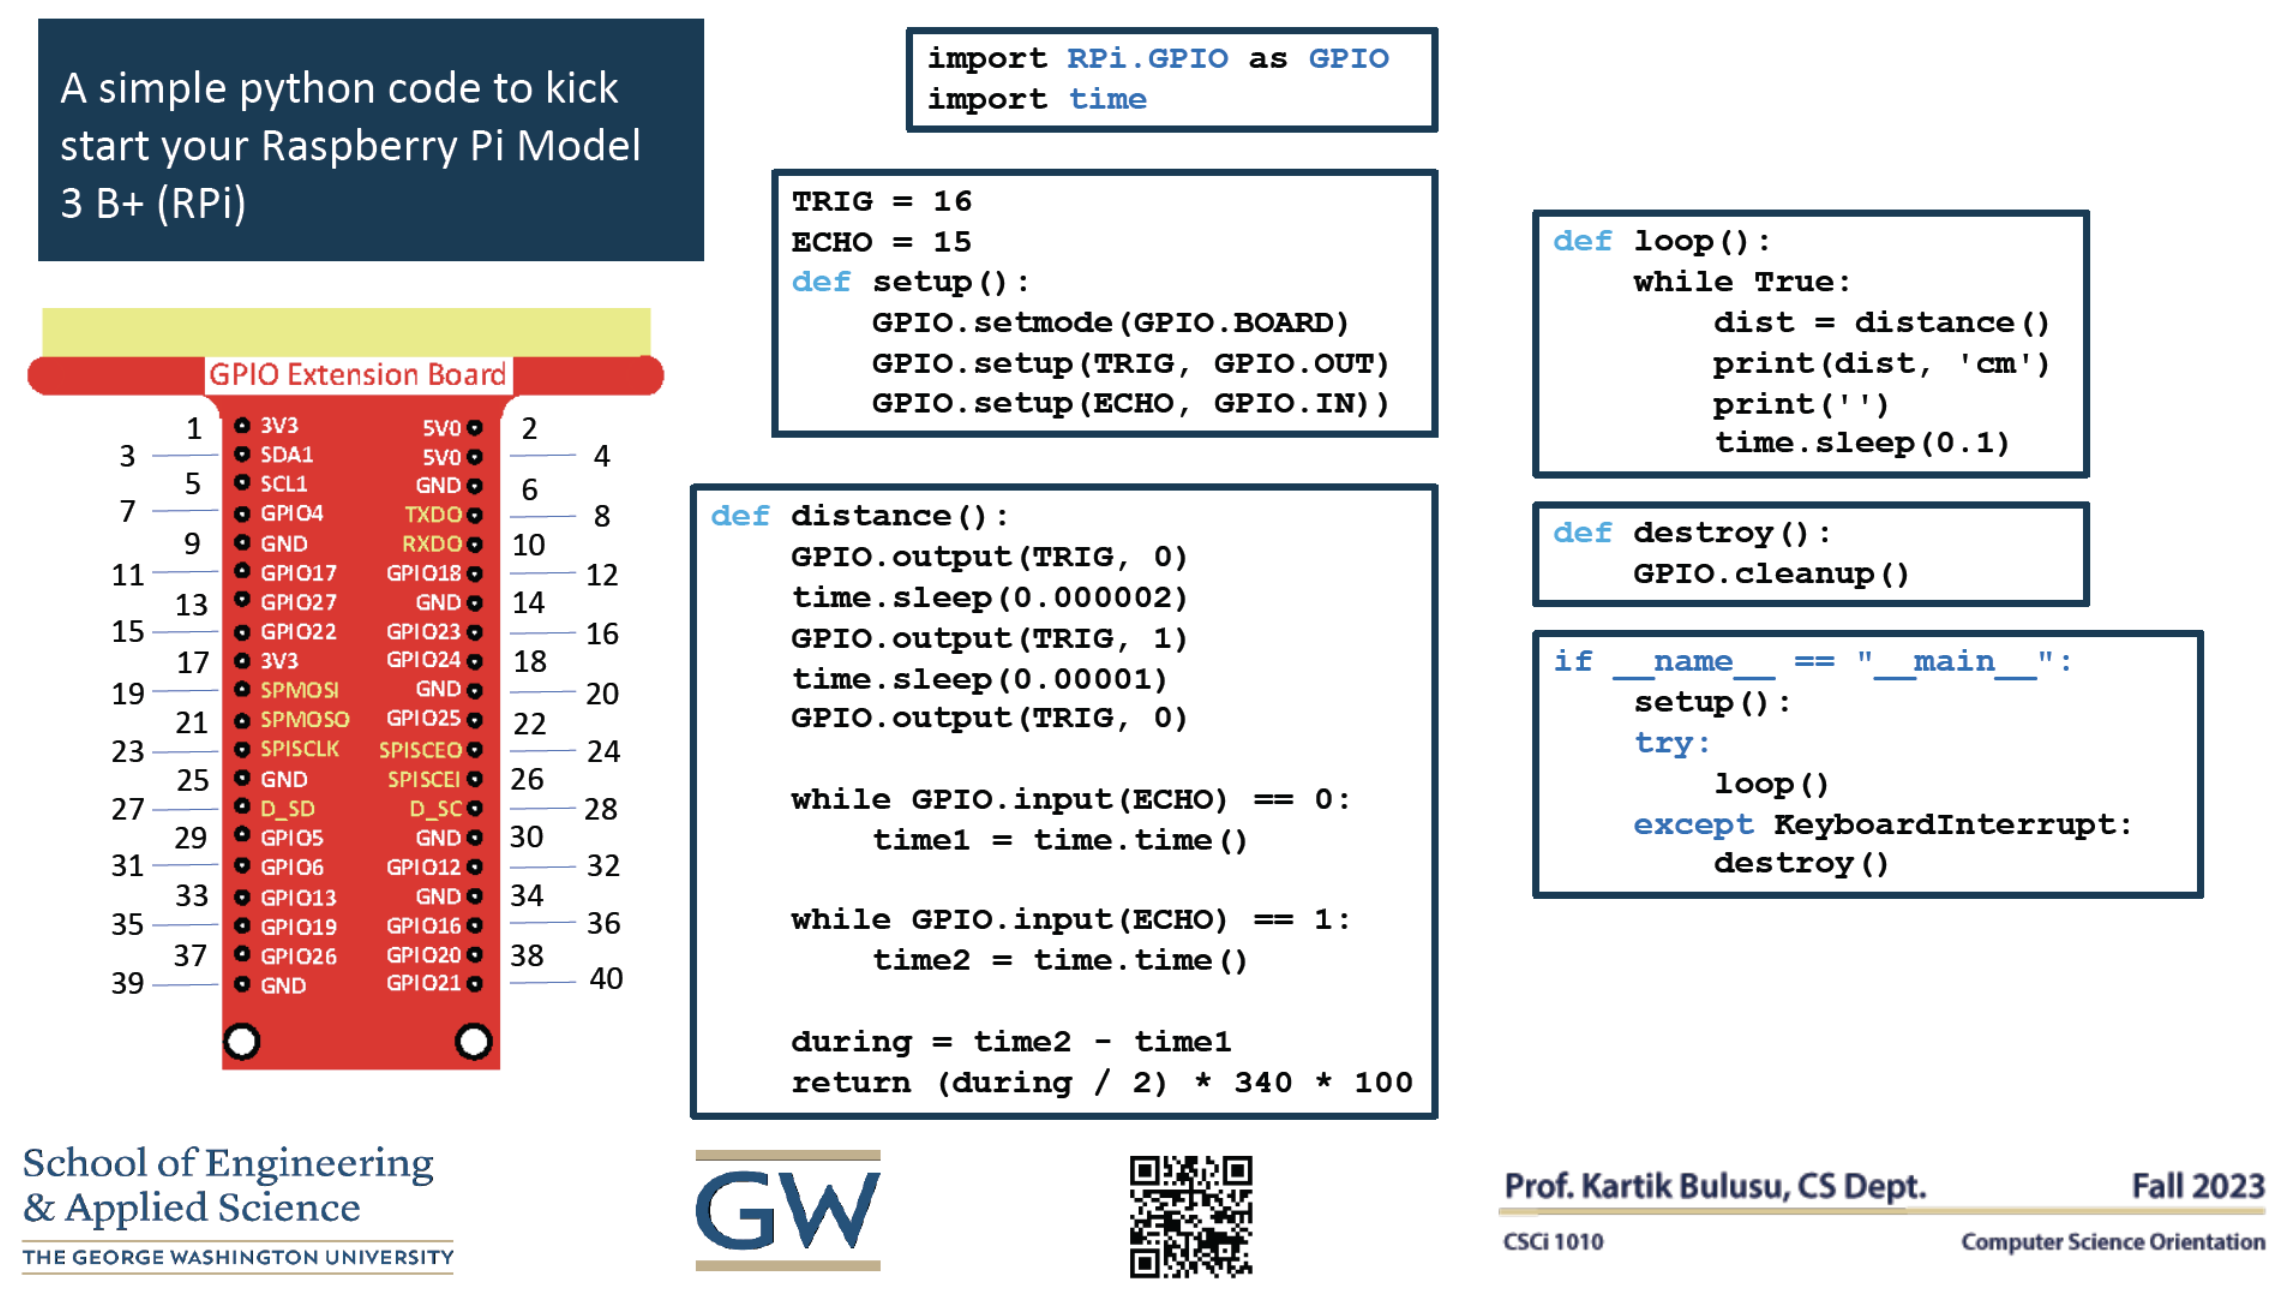 A simple python code to kick
start your Raspberry Pi Model
3 B+ (RPi)
GPIO Extension Board
1 3V3 5V0 2
3 SDA1 5V0 4
5 SCL1 GND 6
7 GPIO4 TXDO 8
9 GND RXDO 10
11 GPIO17 GPIO18 12
13 GPIO27 GND 14
15 GPIO22 GPIO23 16
17 3V3 GPIO24 18
19 SPMOSI GND 20
21 SPMOSO GPIO25 22
23 SPISCLK SPISCEO 24
25 GND SPISCEI 26
27 D_SD D_SC 28
29 GPIO5 GND 30
31 GPIO6 GPIO12 32
33 GPIO13 GND 34
35 GPIO19 GPIO16 36
37 GPIO26 GPIO20 38
39 GND GPIO21 40
import RPi.GPIO as GPIO
import time
TRIG = 16
ECHO = 15
def setup():
    GPIO.setmode(GPIO.BOARD)
    GPIO.setup(TRIG, GPIO.OUT)
    GPIO.setup(ECHO, GPIO.IN))
def distance():
    GPIO.output(TRIG, 0)
    time.sleep(0.000002)
    GPIO.output(TRIG, 1)
    time.sleep(0.00001)
    GPIO.output(TRIG, 0)
    while GPIO.input(ECHO) == 0:
        time1 = time.time()
    while GPIO.input(ECHO) == 1:
        time2 = time.time()
    during = time2 - time1
    return (during / 2) * 340 * 100
def loop():
    while True:
        dist = distance()
        print(dist, 'cm')
        print('')
        time.sleep(0.1)
def destroy():
    GPIO.cleanup()
if __name__ == "__main__":
    setup():
    try:
        loop()
    except KeyboardInterrupt:
        destroy()
School of Engineering
& Applied Science
THE GEORGE WASHINGTON UNIVERSITY
GW
Prof. Kartik Bulusu, CS Dept. Fall 2023
CSCi 1010 Computer Science Orientation